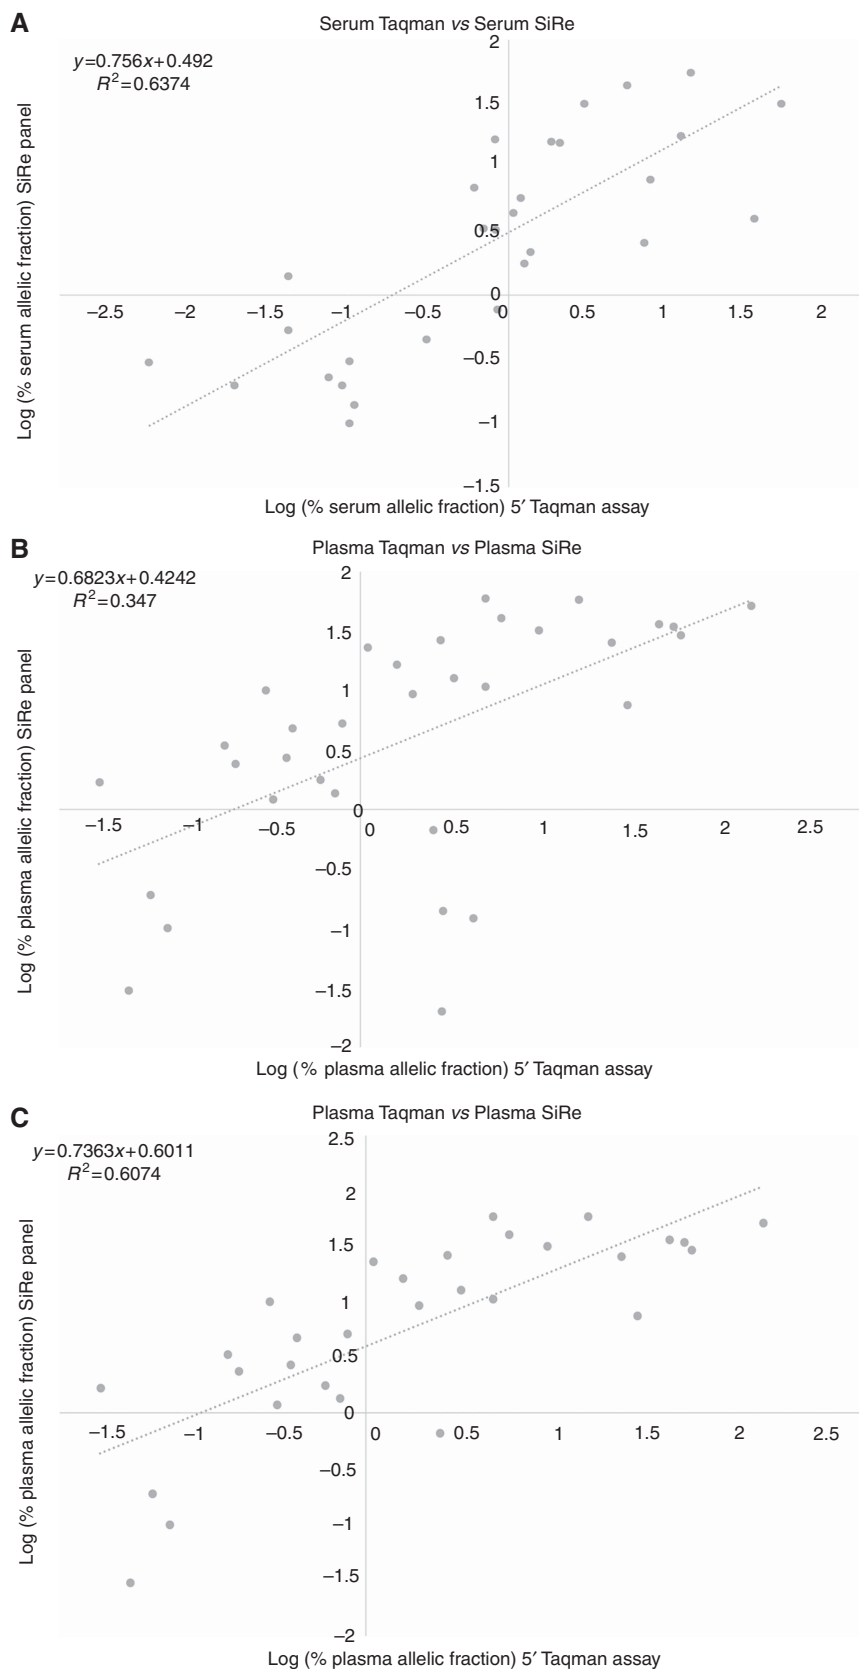 A
Serum Taqman vs Serum SiRe
y=0.756x+0.492
R²=0.6374
Log (% serum allelic fraction) SiRe panel
2
1.5
1
0.5
0
–0.5
–1
–1.5
–2.5 –2 –1.5 –1 –0.5 0 0.5 1 1.5 2
Log (% serum allelic fraction) 5′ Taqman assay
B
Plasma Taqman vs Plasma SiRe
y=0.6823x+0.4242
R²=0.347
Log (% plasma allelic fraction) SiRe panel
2
1.5
1
0.5
0
–0.5
–1
–1.5
–2
–1.5 –1 –0.5 0 0.5 1 1.5 2 2.5
Log (% plasma allelic fraction) 5′ Taqman assay
C
Plasma Taqman vs Plasma SiRe
y=0.7363x+0.6011
R²=0.6074
Log (% plasma allelic fraction) SiRe panel
2.5
2
1.5
1
0.5
0
–0.5
–1
–1.5
–2
–1.5 –1 –0.5 0 0.5 1 1.5 2 2.5
Log (% plasma allelic fraction) 5′ Taqman assay